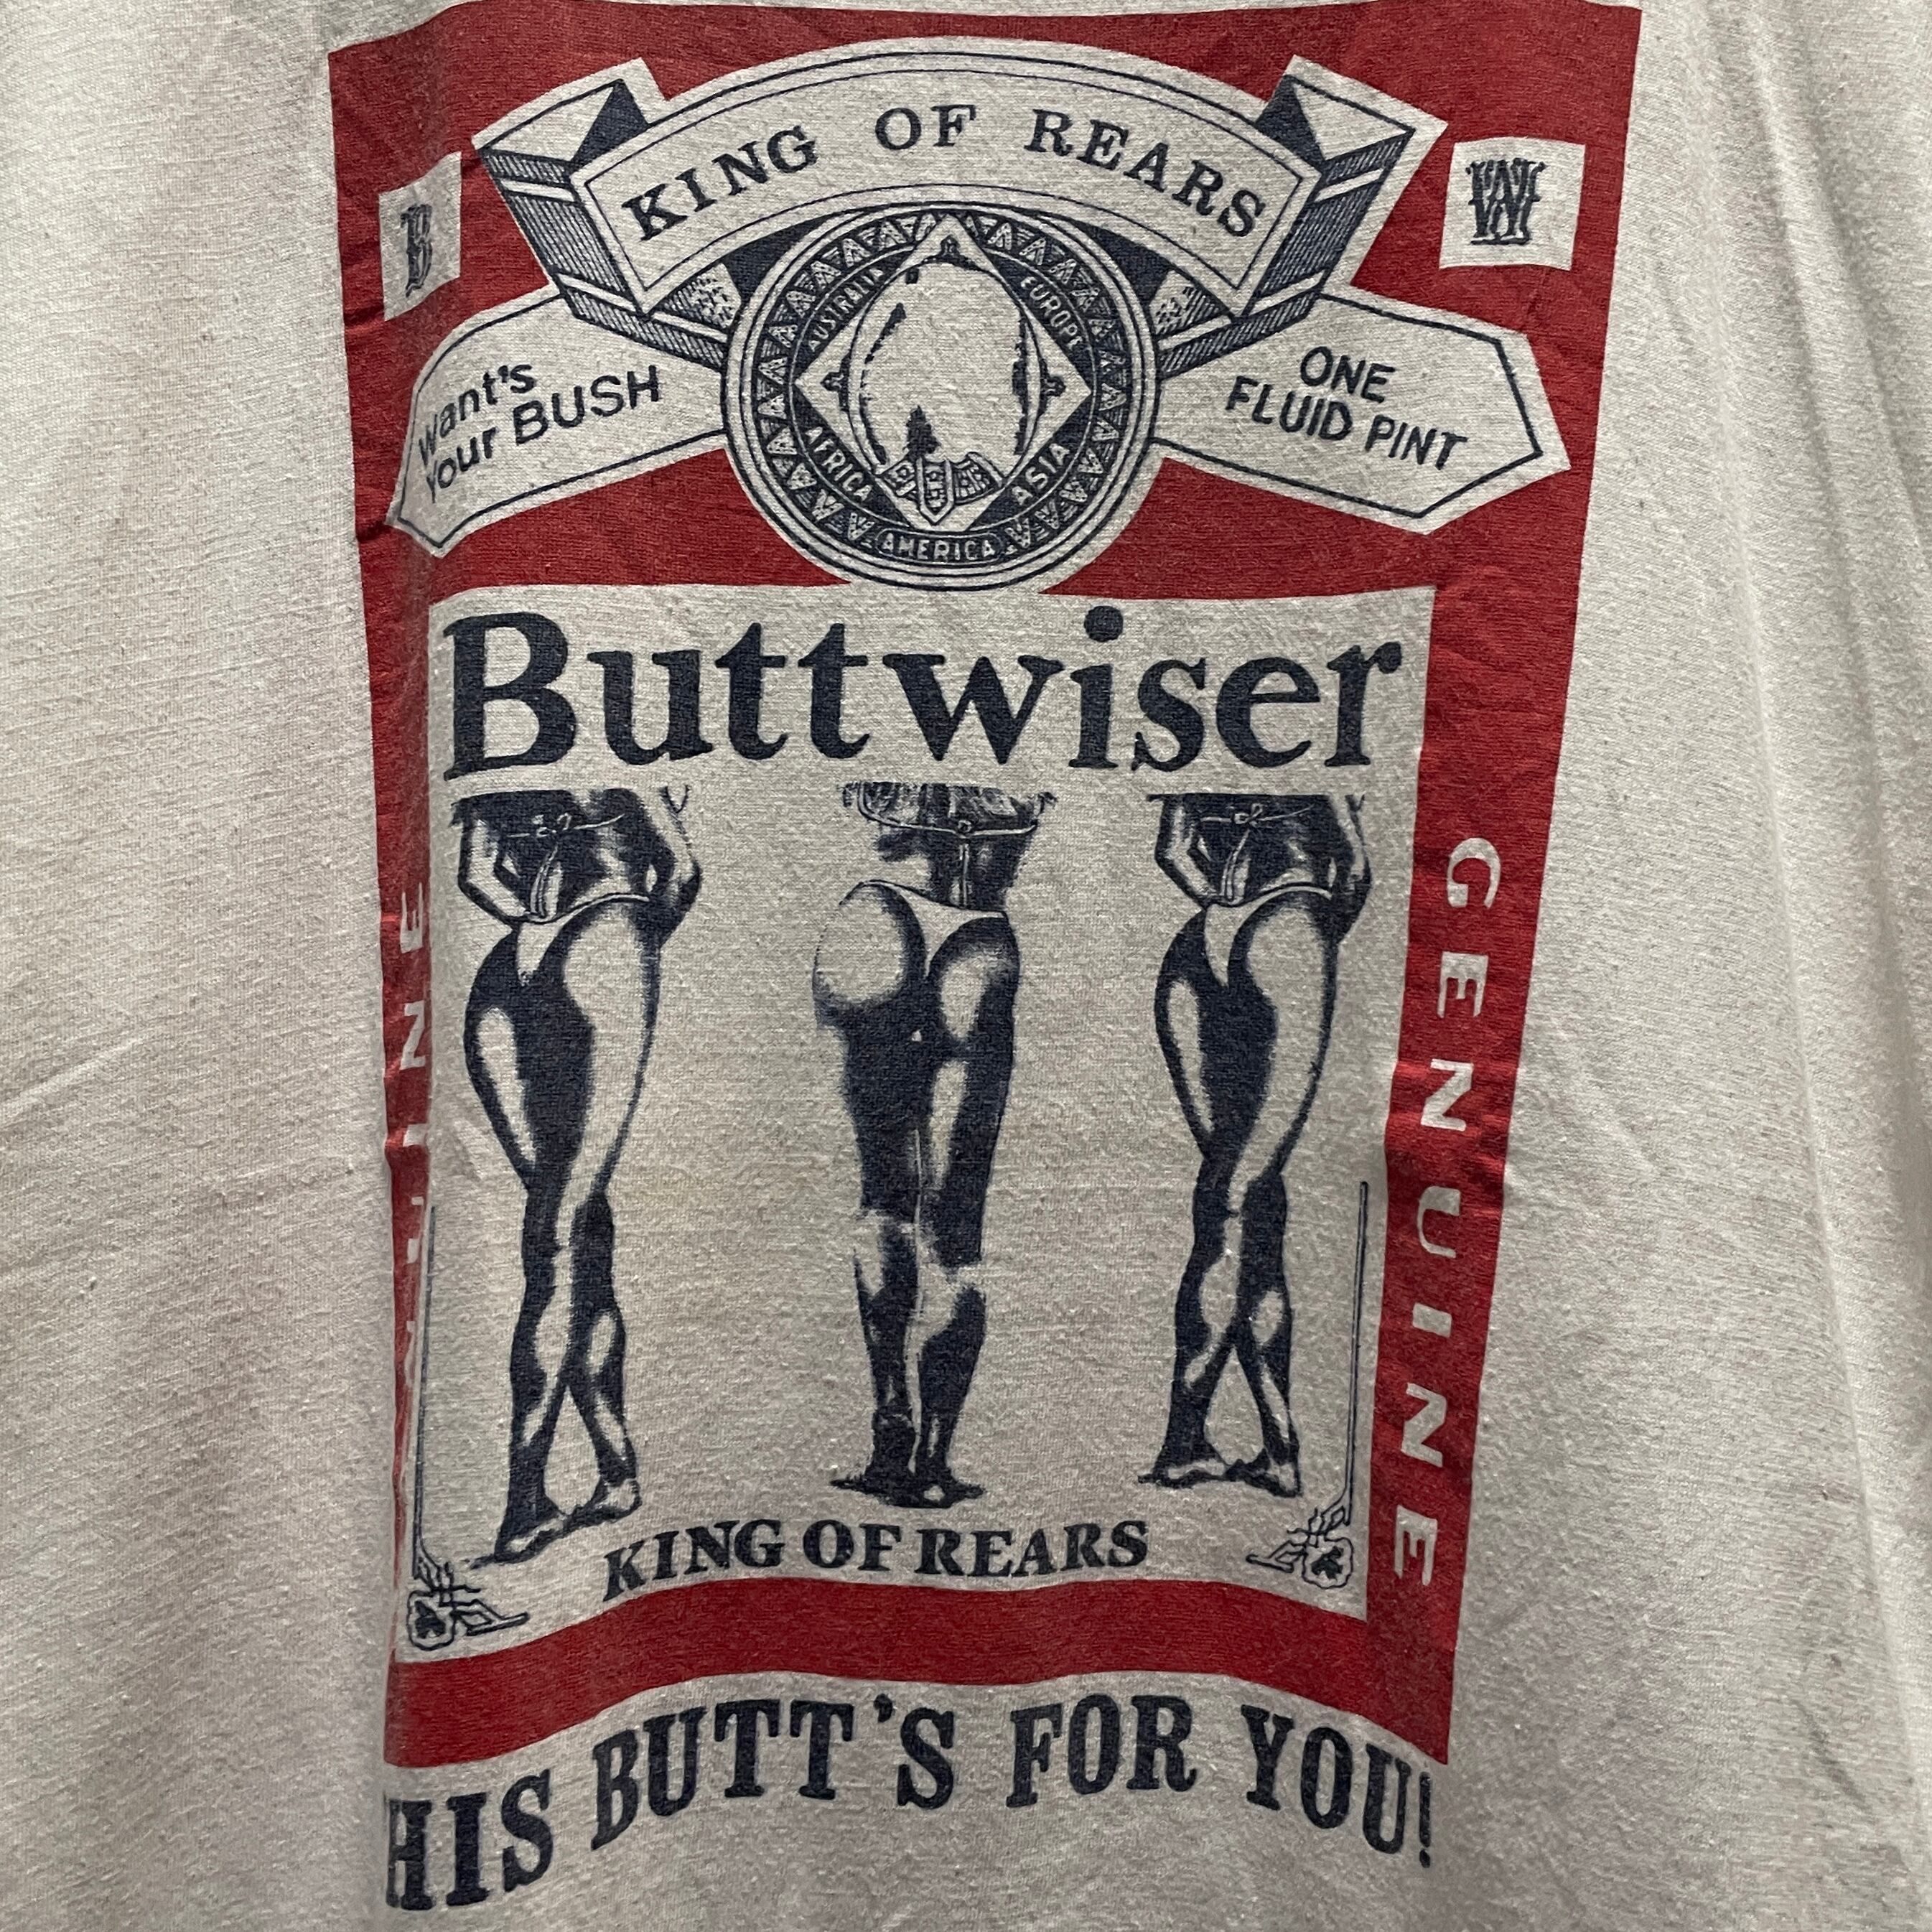 KING OF REARS
B
W
Want's
your BUSH
ONE
FLUID PINT
AUSTRALIA
EUROPE
AFRICA
ASIA
AMERICA
Buttwiser
GENUINE
KING OF REARS
HIS BUTT'S FOR YOU!